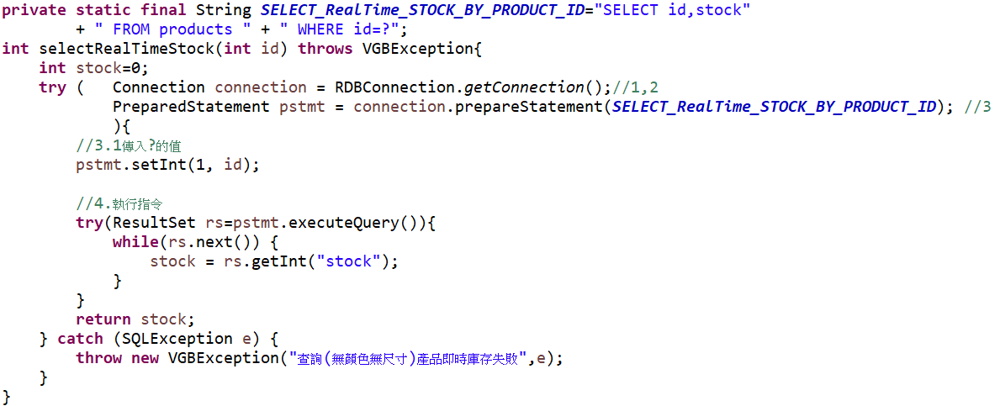 private static final String SELECT_RealTime_STOCK_BY_PRODUCT_ID="SELECT id,stock"
        + " FROM products " + " WHERE id=?";
int selectRealTimeStock(int id) throws VGBException{
    int stock=0;
    try (   Connection connection = RDBConnection.getConnection();//1,2
            PreparedStatement pstmt = connection.prepareStatement(SELECT_RealTime_STOCK_BY_PRODUCT_ID); //3
            ){
        //3.1傳入?的值
        pstmt.setInt(1, id);

        //4.執行指令
        try(ResultSet rs=pstmt.executeQuery()){
            while(rs.next()) {
                stock = rs.getInt("stock");
            }
        }
        return stock;
    } catch (SQLException e) {
        throw new VGBException("查詢(無顏色無尺寸)產品即時庫存失敗",e);
    }
}